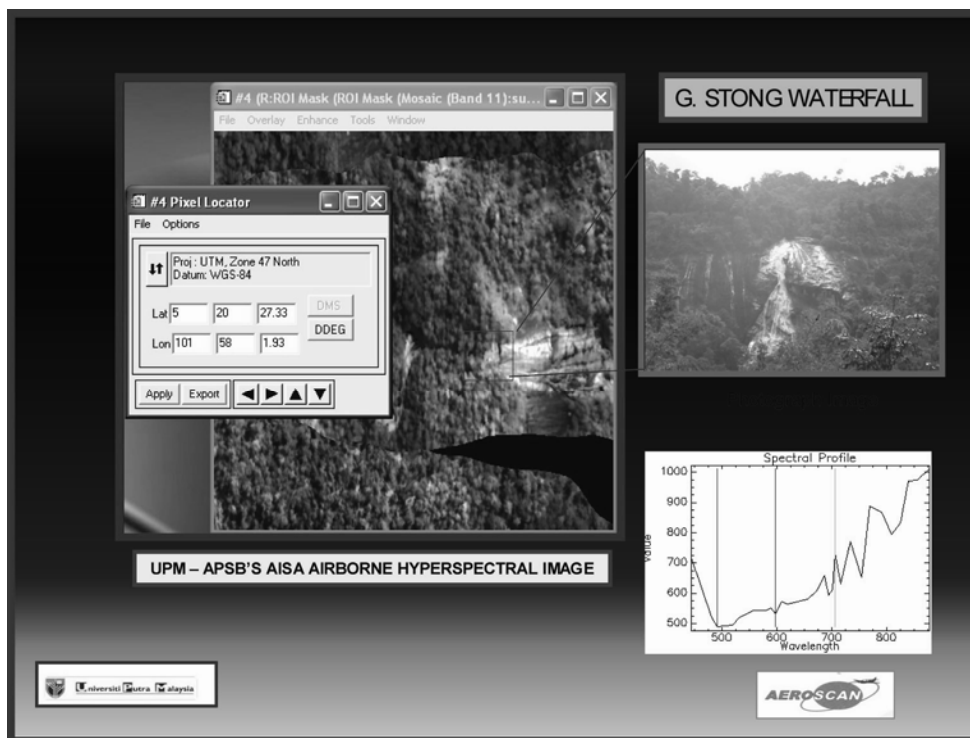 #4 (R:ROI Mask (ROI Mask (Mosaic (Band 11):su...
File Overlay Enhance Tools Window
G. STONG WATERFALL
#4 Pixel Locator
File Options
Proj : UTM, Zone 47 North
Datum: WGS-84
Lat 5 20 27.33 DMS
DDEG
Lon 101 58 1.93
Apply Export
UPM – APSB'S AISA AIRBORNE HYPERSPECTRAL IMAGE
Spectral Profile
1000
900
800
700
600
500
Value
500 600 700 800
Wavelength
Universiti Putra Malaysia
AEROSCAN